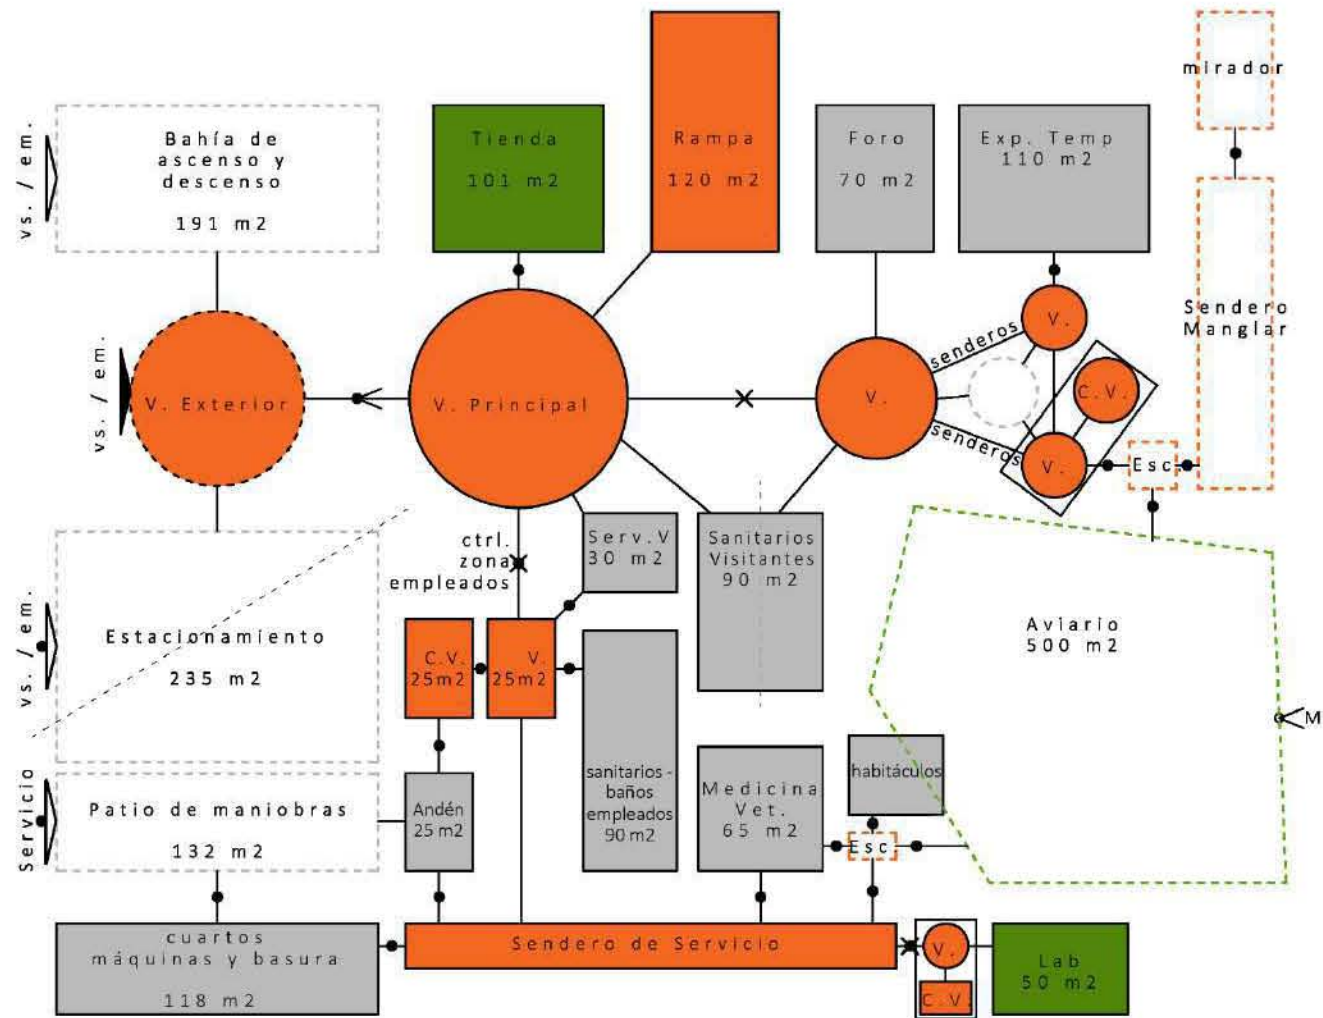 mirador
vs. / em.
Bahía de
ascenso y
descenso
191 m2
Tienda
101 m2
Rampa
120 m2
Foro
70 m2
Exp. Temp
110 m2
Sendero
Manglar
vs. / em.
V. Exterior
V. Principal
V.
senderos
senderos
V.
C.V.
V.
Esc
ctrl.
zona
empleados
Serv.V
30 m2
Sanitarios
Visitantes
90 m2
vs. / em.
Estacionamiento
235 m2
C.V.
25m2
V.
25m2
Aviario
500 m2
M
Servicio
Patio de maniobras
132 m2
Andén
25 m2
sanitarios -
baños
empleados
90 m2
Medicina
Vet.
65 m2
habitáculos
Esc.
cuartos
máquinas y basura
118 m2
Sendero de Servicio
V.
C.V.
Lab
50 m2